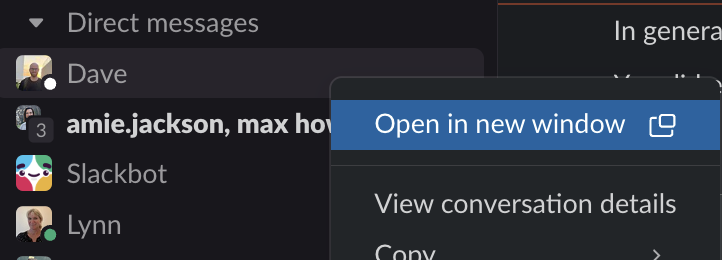 Direct messages
In genera
Dave
amie.jackson, max how
3
Open in new window
Slackbot
View conversation details
Lynn
Copy